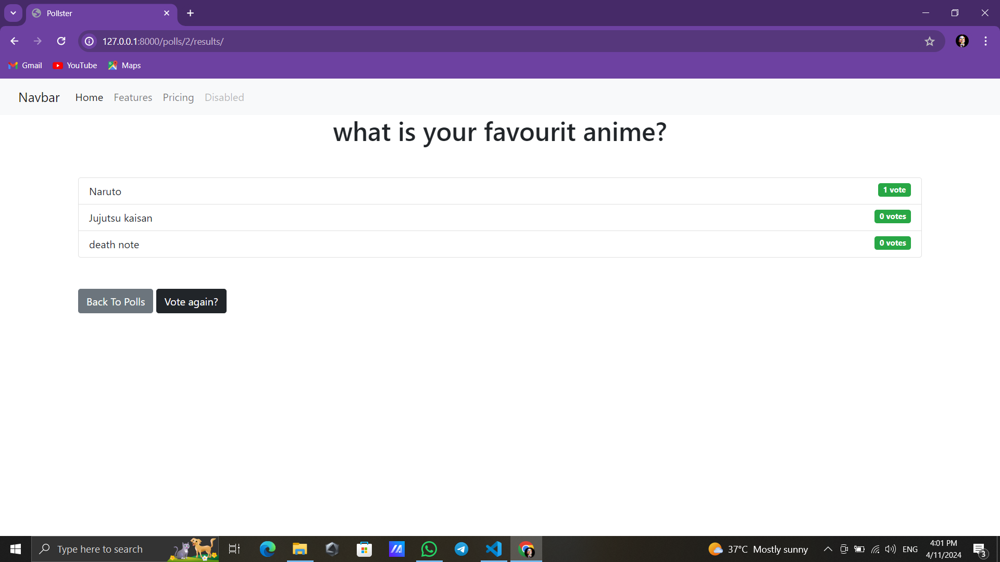 Pollster
127.0.0.1:8000/polls/2/results/
Gmail YouTube Maps
Navbar Home Features Pricing Disabled
what is your favourit anime?
Naruto 1 vote
Jujutsu kaisan 0 votes
death note 0 votes
Back To Polls Vote again?
Type here to search 37°C Mostly sunny ENG 4:01 PM
4/11/2024 3